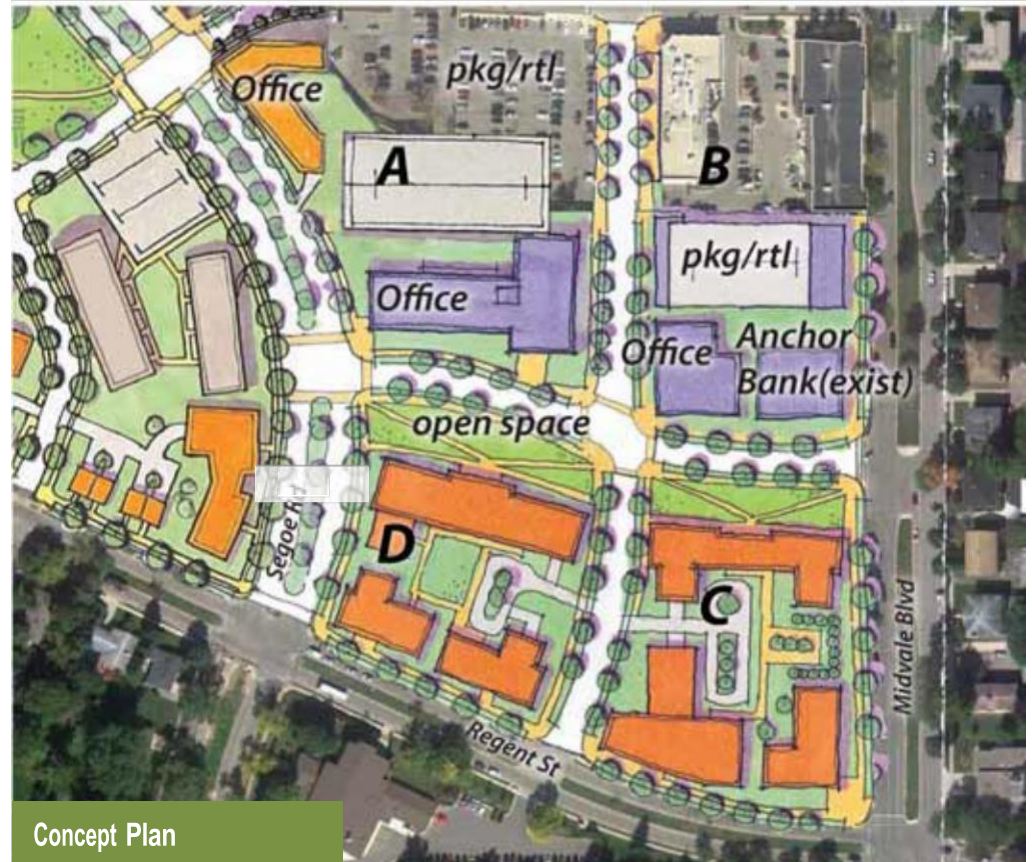 pkg/rtl
Office
A
B
pkg/rtl
Office
Office
Anchor
Bank(exist)
open space
Segoe R
D
C
Midvale Blvd
Regent St
Concept Plan